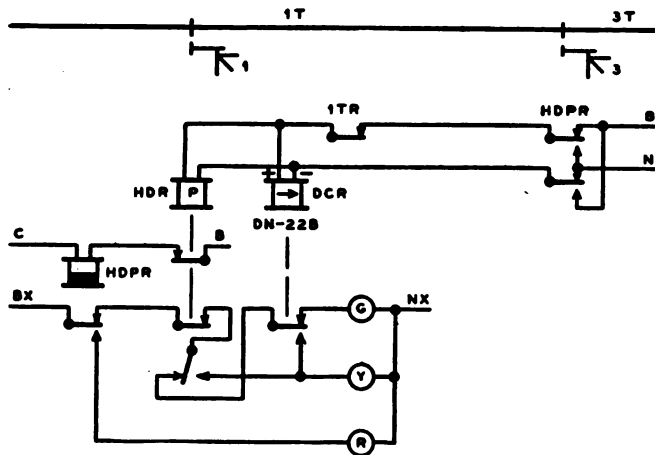 1T 3T
1 3
1TR HDPR B
N
HDR P + - DCR
DN-22B
C B
HDPR
BX G NX
Y
R